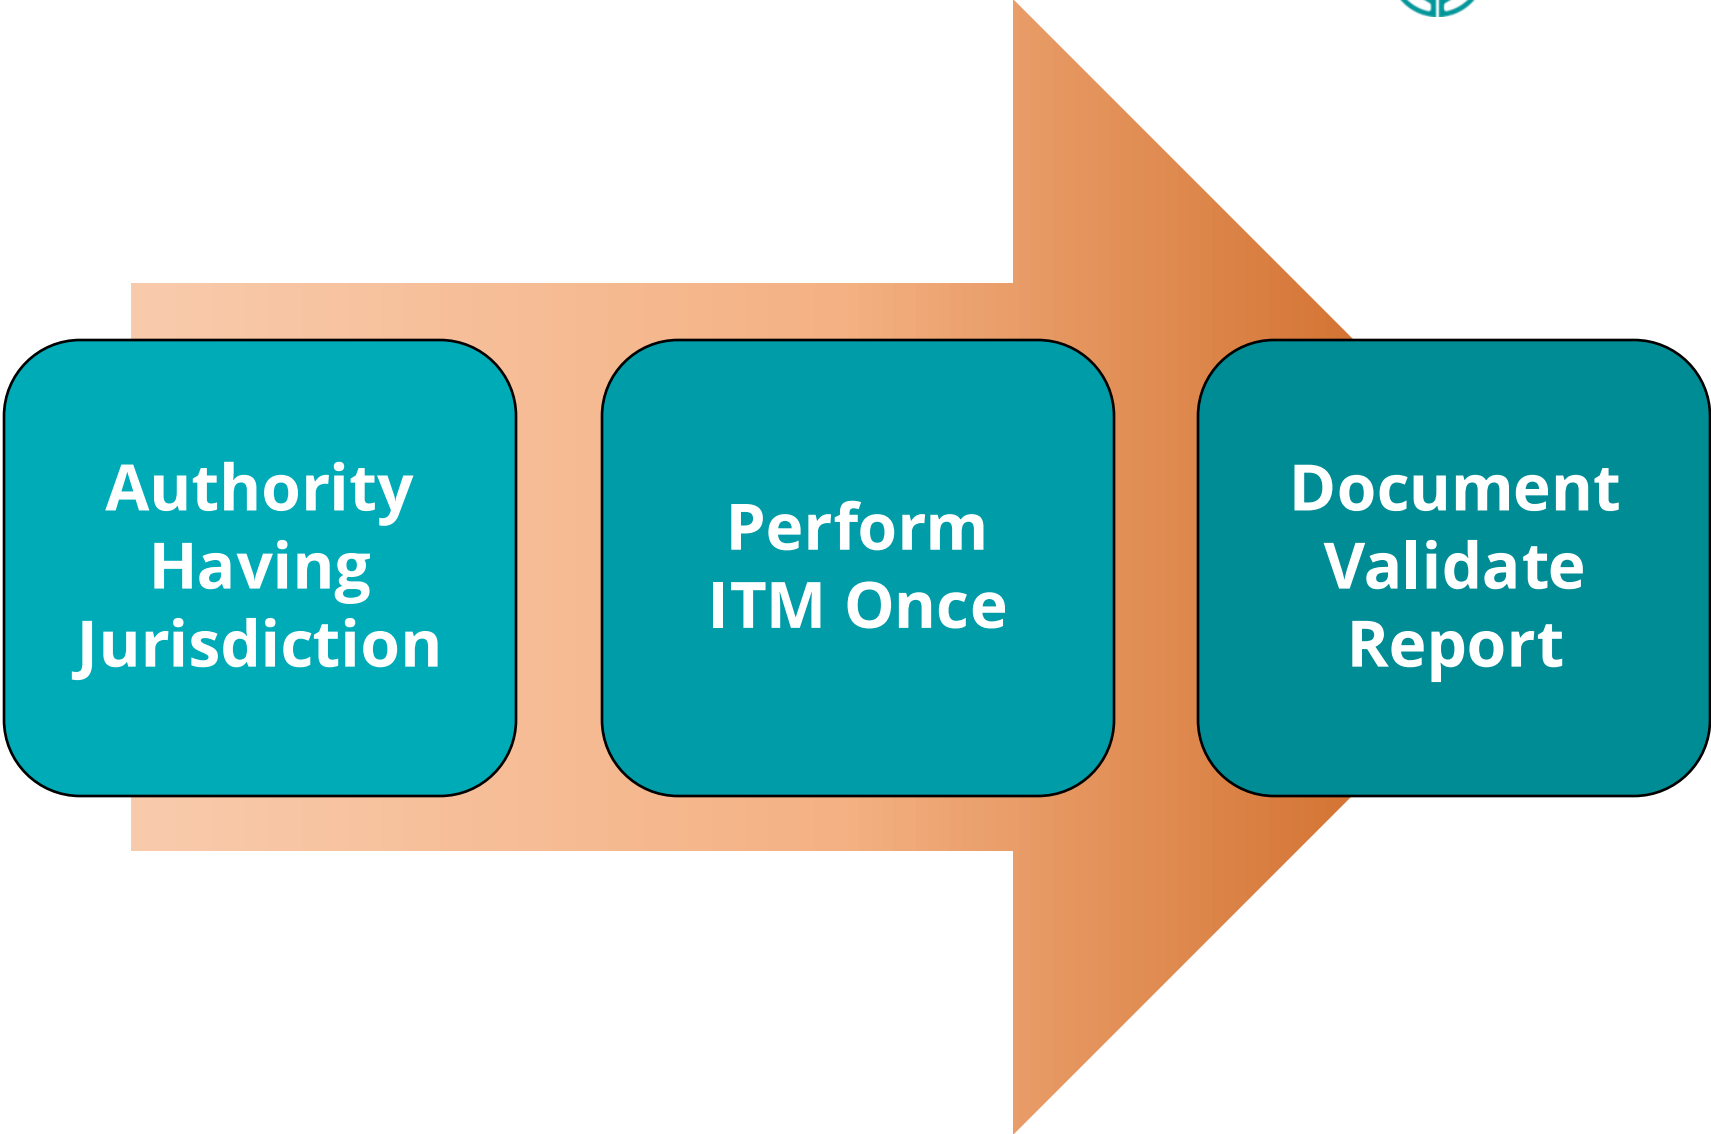 Authority
Having
Jurisdiction
Perform
ITM Once
Document
Validate
Report